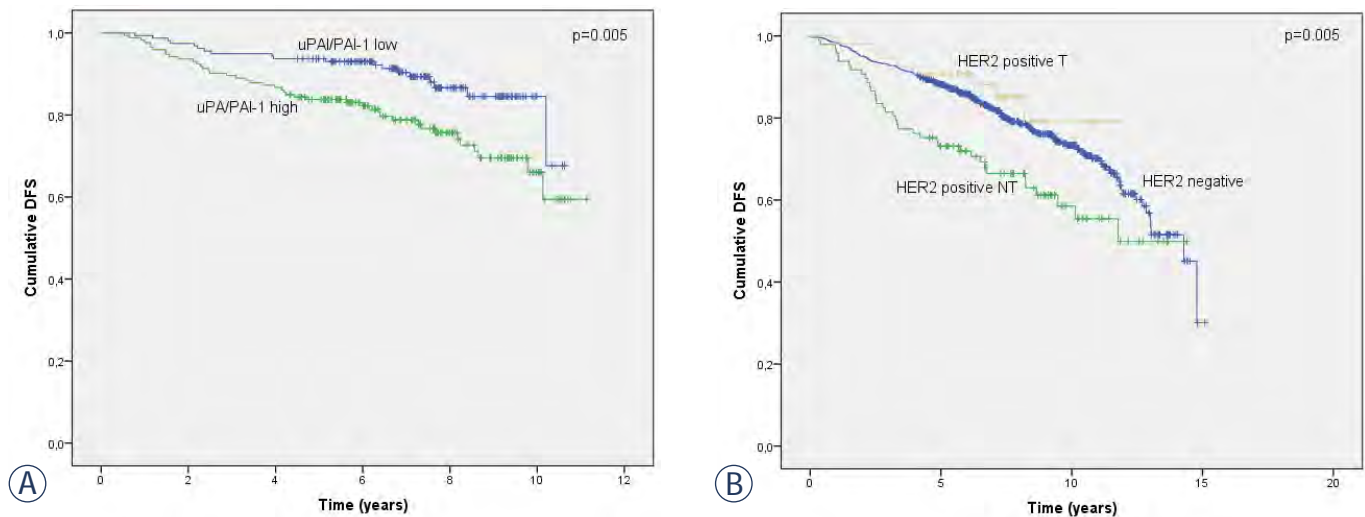 p=0.005
uPAI/PAI-1 low
uPA/PAI-1 high
Cumulative DFS
1,0
0,8
0,6
0,4
0,2
0,0
0 2 4 6 8 10 12
Time (years)
A
p=0.005
HER2 positive T
HER2 positive NT
HER2 negative
Cumulative DFS
1,0
0,8
0,6
0,4
0,2
0,0
0 5 10 15 20
Time (years)
B